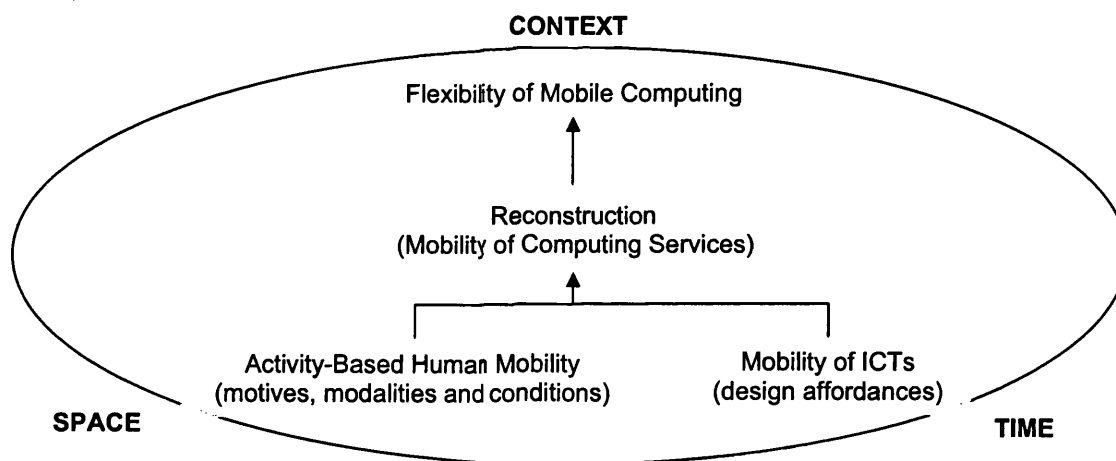 CONTEXT
Flexibility of Mobile Computing
Reconstruction
(Mobility of Computing Services)
Activity-Based Human Mobility
(motives, modalities and conditions)
Mobility of ICTs
(design affordances)
SPACE
TIME